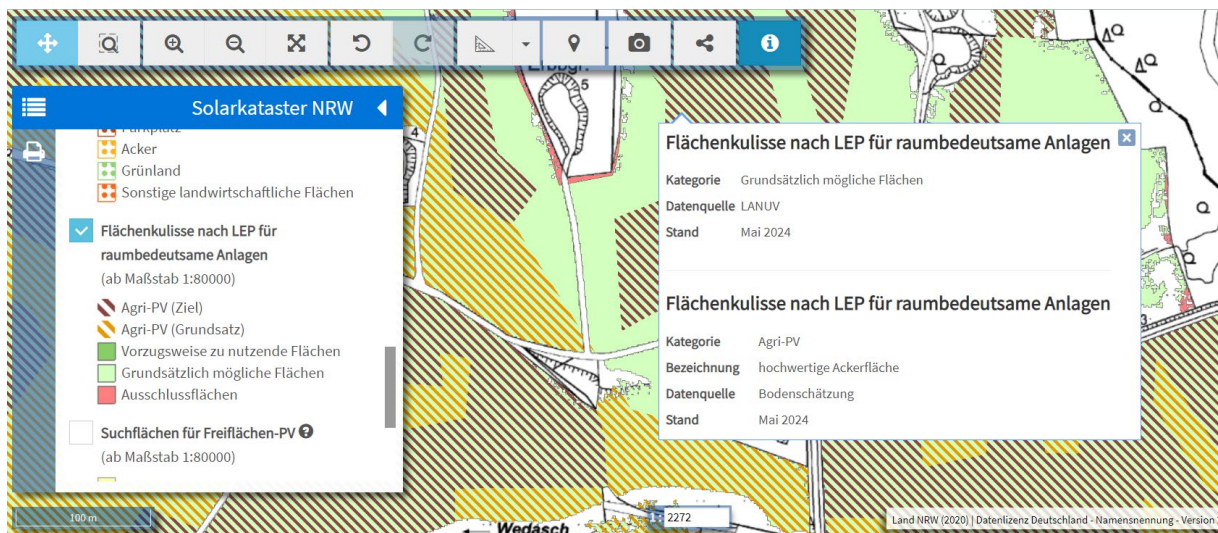 Erbbgr.
5
4
Solarkataster NRW
Parkplatz
Acker
Grünland
Sonstige landwirtschaftliche Flächen
Flächenkulisse nach LEP für
raumbedeutsame Anlagen
(ab Maßstab 1:80000)
Agri-PV (Ziel)
Agri-PV (Grundsatz)
Vorzugsweise zu nutzende Flächen
Grundsätzlich mögliche Flächen
Ausschlussflächen
Suchflächen für Freiflächen-PV ?
(ab Maßstab 1:80000)
Flächenkulisse nach LEP für raumbedeutsame Anlagen
Kategorie Grundsätzlich mögliche Flächen
Datenquelle LANUV
Stand Mai 2024
Flächenkulisse nach LEP für raumbedeutsame Anlagen
Kategorie Agri-PV
Bezeichnung hochwertige Ackerfläche
Datenquelle Bodenschätzung
Stand Mai 2024
100 m
Wedasch
2272
Land NRW (2020) | Datenlizenz Deutschland - Namensnennung - Version